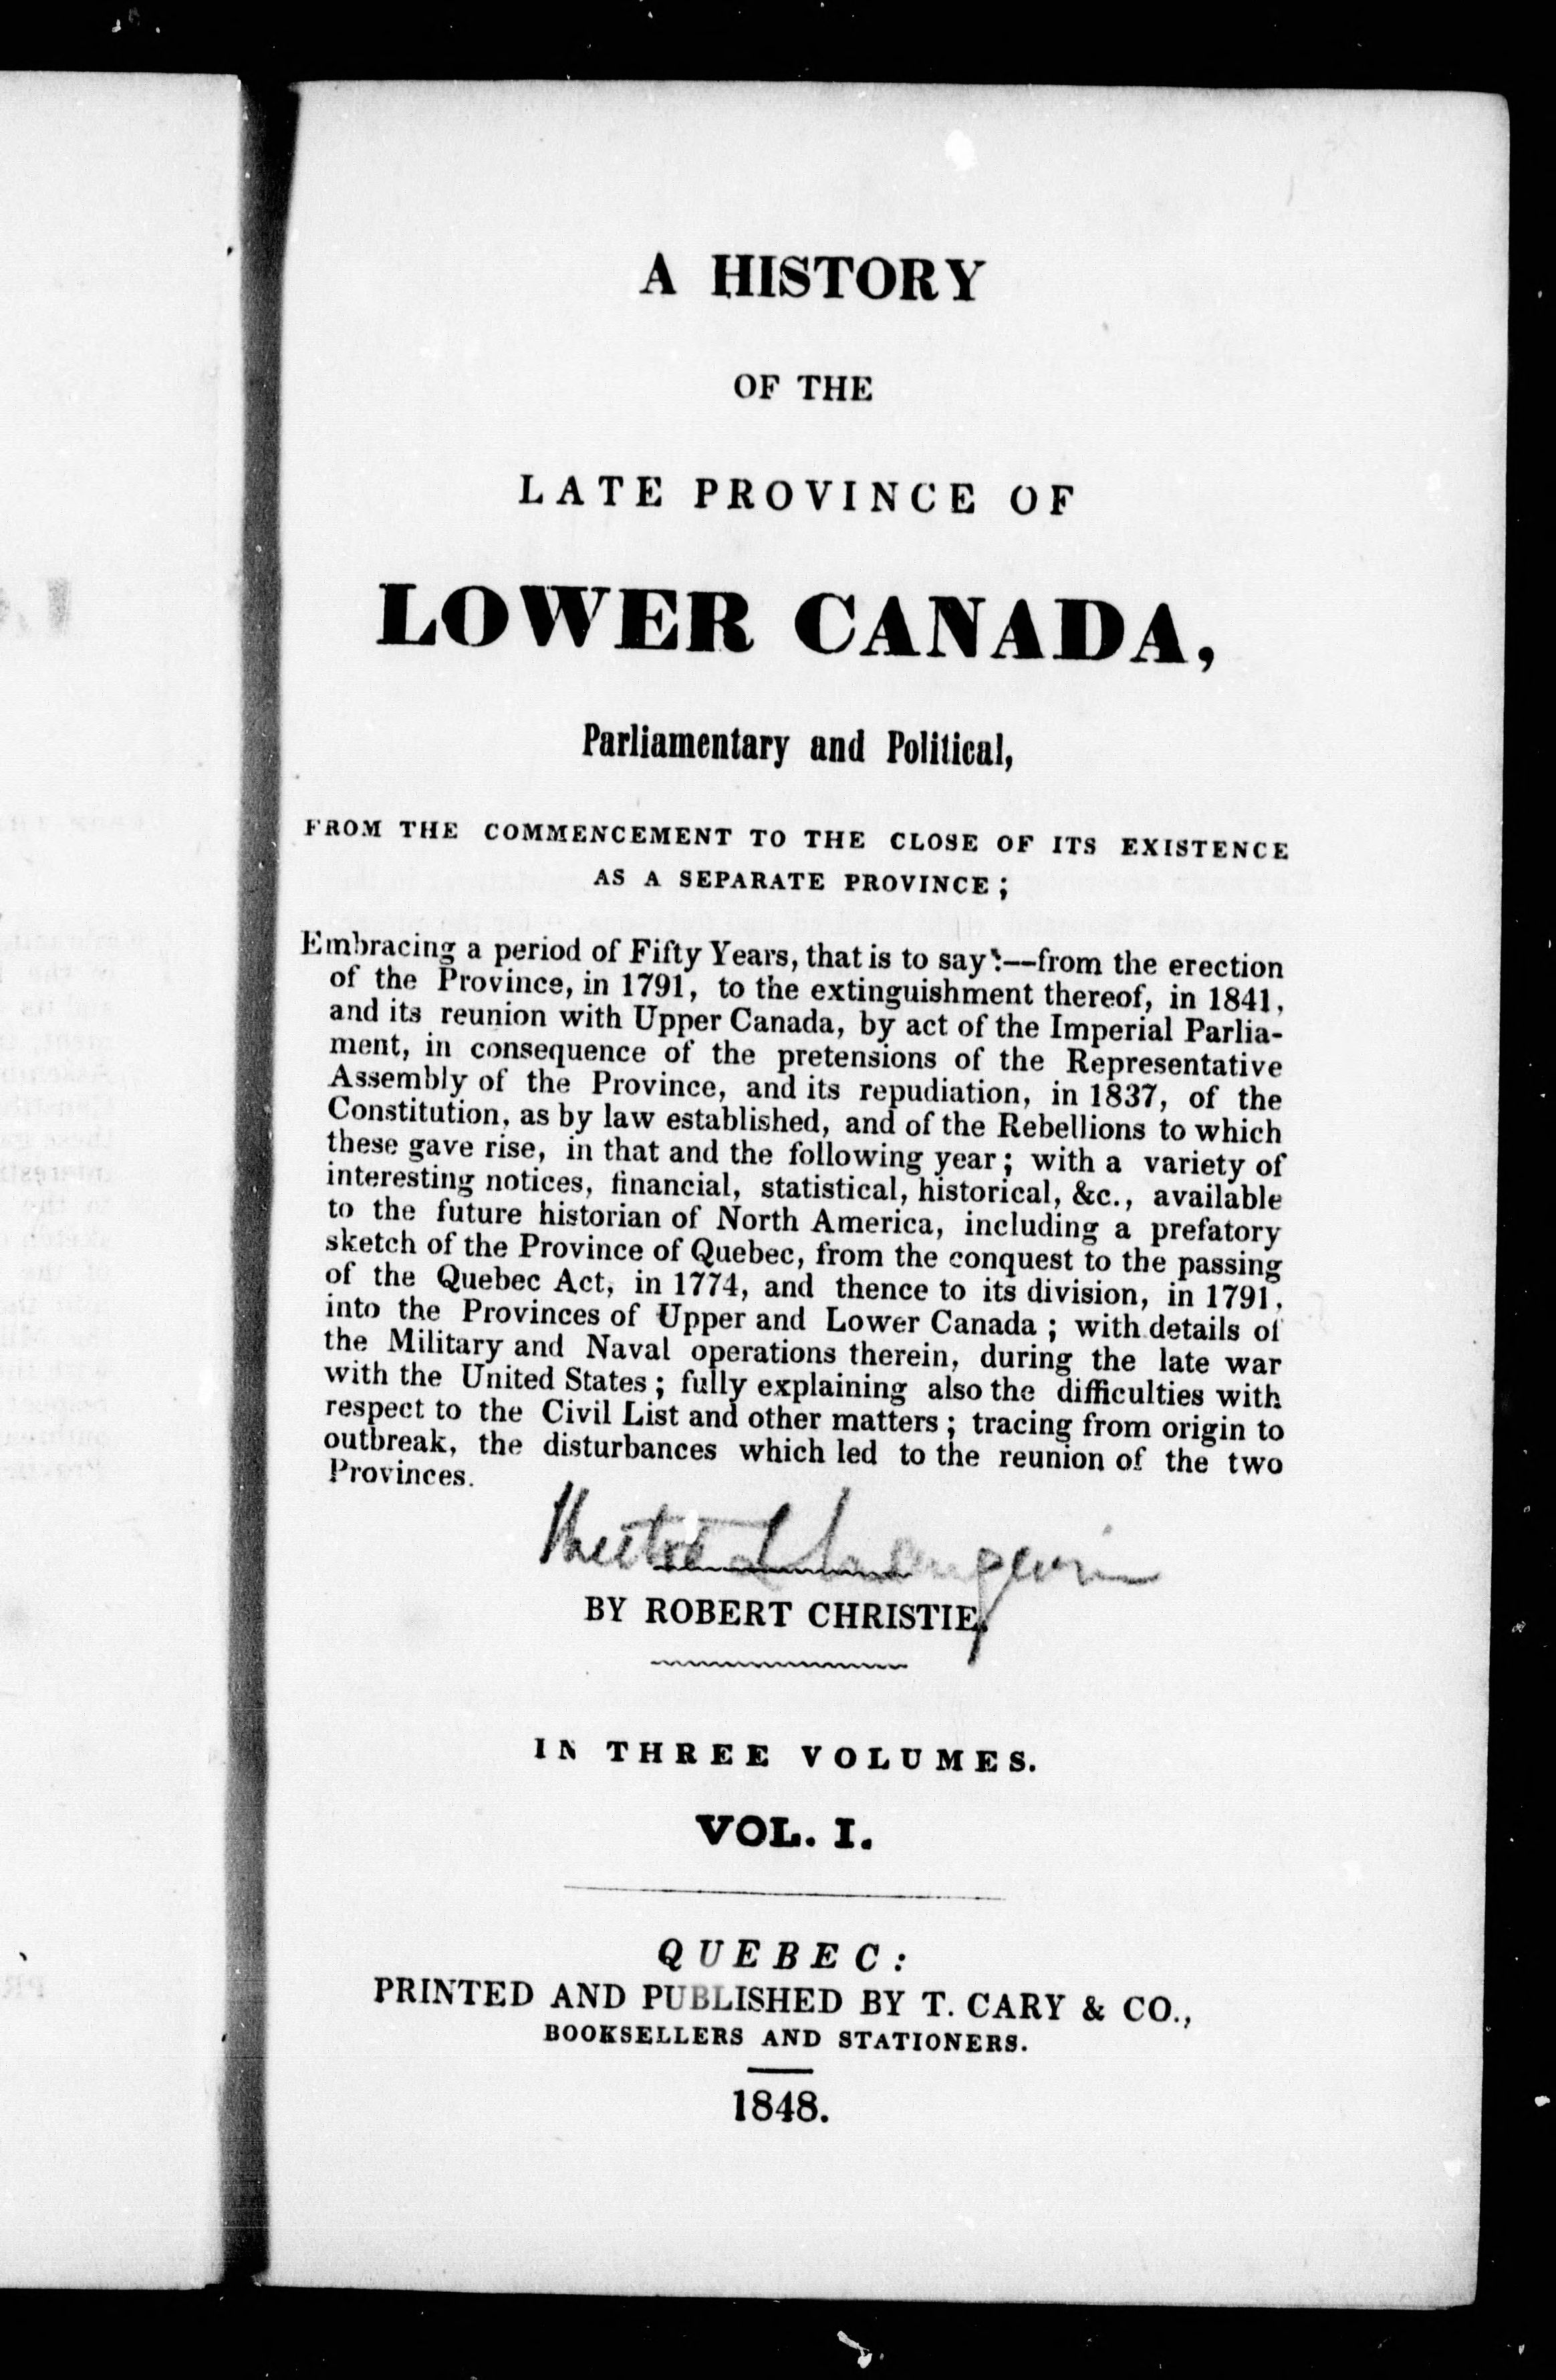 A HISTORY
OF THE
LATE PROVINCE OF
LOWER CANADA,
Parliamentary and Political,
FROM THE COMMENCEMENT TO THE CLOSE OF ITS EXISTENCE
AS A SEPARATE PROVINCE;
Embracing a period of Fifty Years, that is to say:—from the erection
of the Province, in 1791, to the extinguishment thereof, in 1841,
and its reunion with Upper Canada, by act of the Imperial Parlia-
ment, in consequence of the pretensions of the Representative
Assembly of the Province, and its repudiation, in 1837, of the
Constitution, as by law established, and of the Rebellions to which
these gave rise, in that and the following year; with a variety of
interesting notices, financial, statistical, historical, &c., available
to the future historian of North America, including a prefatory
sketch of the Province of Quebec, from the conquest to the passing
of the Quebec Act, in 1774, and thence to its division, in 1791,
into the Provinces of Upper and Lower Canada; with details of
the Military and Naval operations therein, during the late war
with the United States; fully explaining also the difficulties with
respect to the Civil List and other matters; tracing from origin to
outbreak, the disturbances which led to the reunion of the two
Provinces.
Langevin
BY ROBERT CHRISTIE.
IN THREE VOLUMES.
VOL. I.
QUEBEC:
PRINTED AND PUBLISHED BY T. CARY & CO.,
BOOKSELLERS AND STATIONERS.
1848.